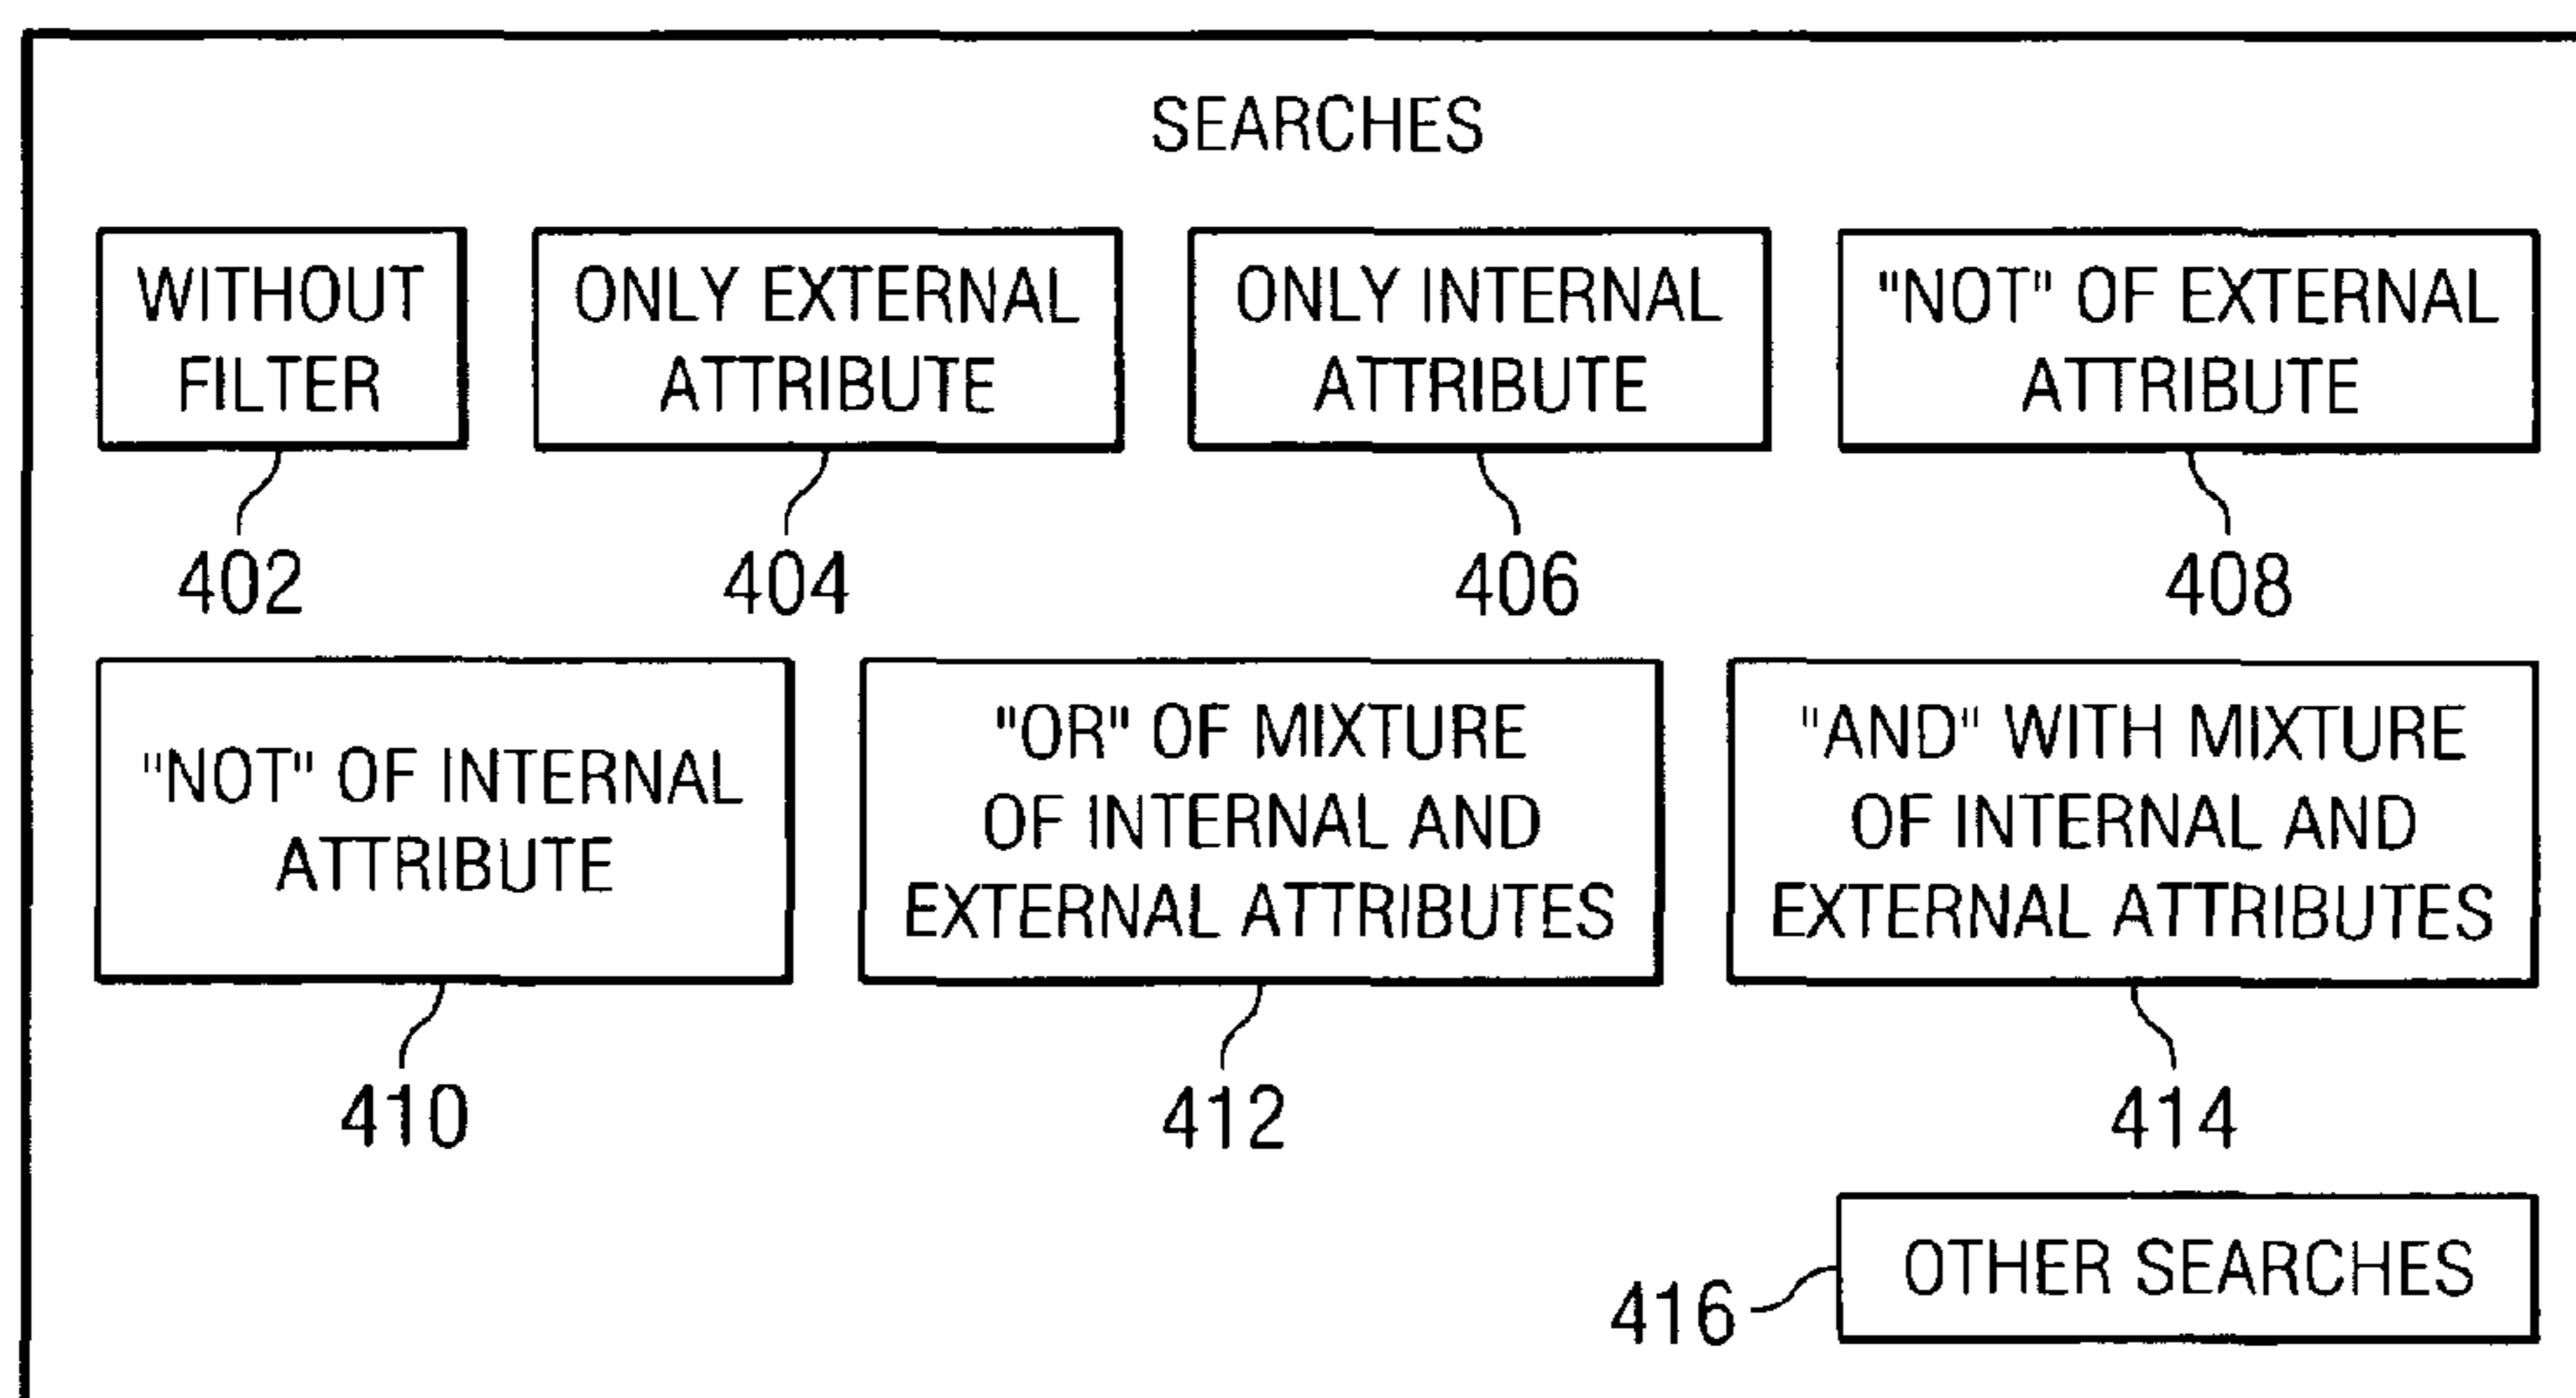 SEARCHES
WITHOUT
FILTER
ONLY EXTERNAL
ATTRIBUTE
ONLY INTERNAL
ATTRIBUTE
"NOT" OF EXTERNAL
ATTRIBUTE
402
404
406
408
"NOT" OF INTERNAL
ATTRIBUTE
"OR" OF MIXTURE
OF INTERNAL AND
EXTERNAL ATTRIBUTES
"AND" WITH MIXTURE
OF INTERNAL AND
EXTERNAL ATTRIBUTES
410
412
414
OTHER SEARCHES
416